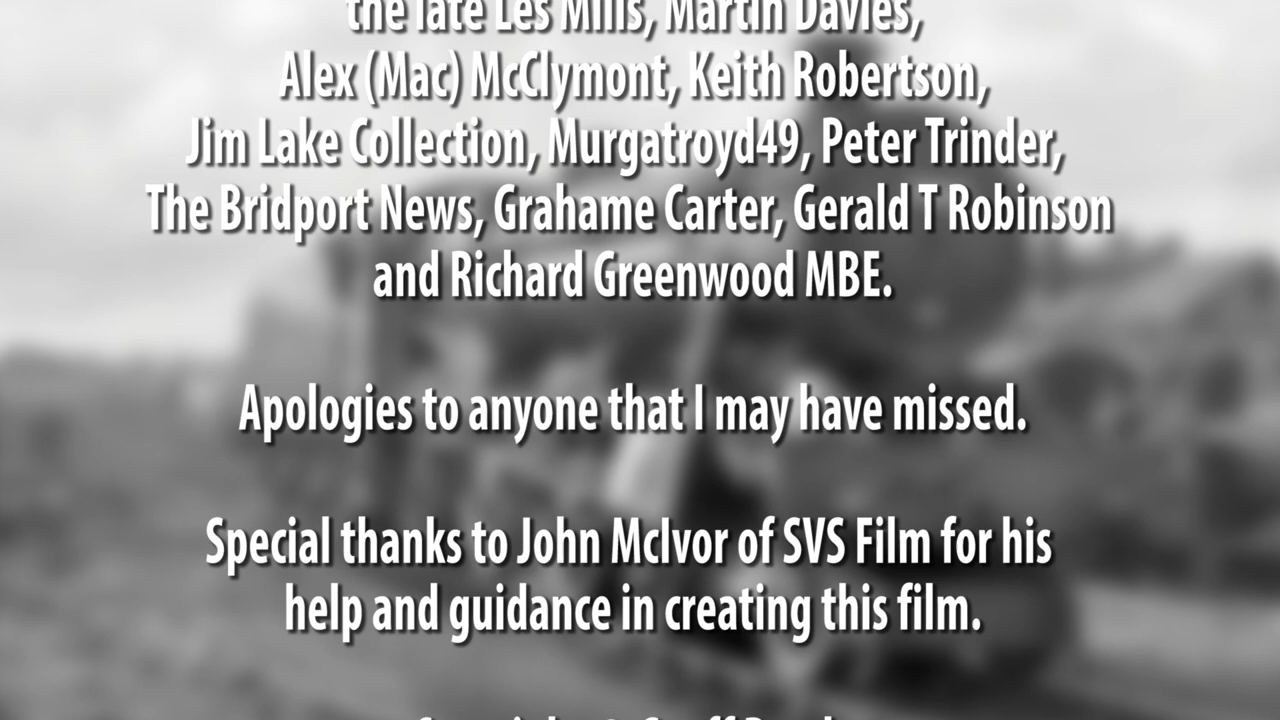 the late Les Mills, Martin Davies,
Alex (Mac) McClymont, Keith Robertson,
Jim Lake Collection, Murgatroyd49, Peter Trinder,
The Bridport News, Grahame Carter, Gerald T Robinson
and Richard Greenwood MBE.
Apologies to anyone that I may have missed.
Special thanks to John McIvor of SVS Film for his
help and guidance in creating this film.